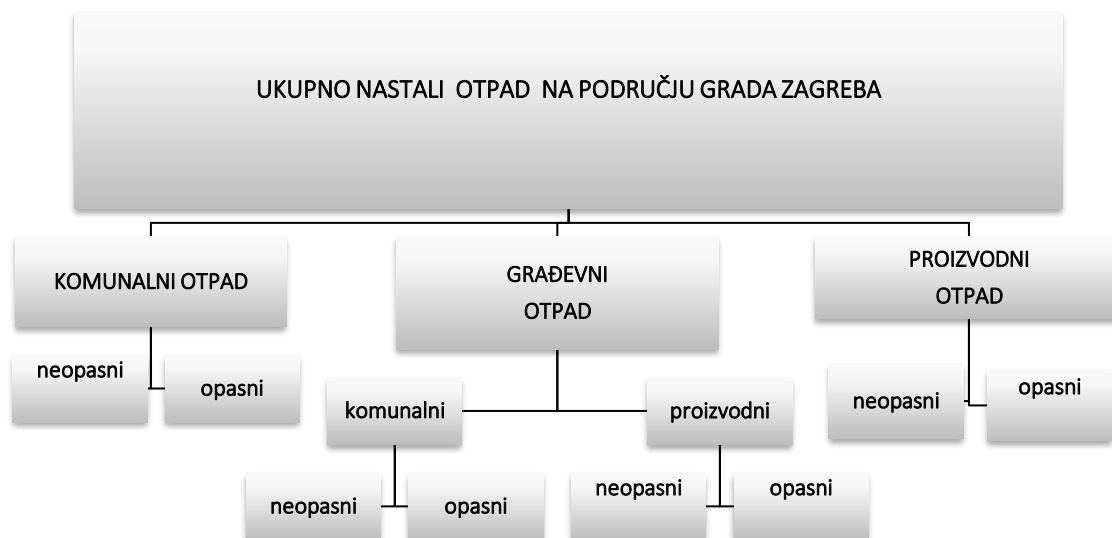 UKUPNO NASTALI OTPAD NA PODRUČJU GRADA ZAGREBA
KOMUNALNI OTPAD
neopasni
opasni
GRAĐEVNI
OTPAD
komunalni
neopasni
opasni
proizvodni
neopasni
opasni
PROIZVODNI
OTPAD
neopasni
opasni